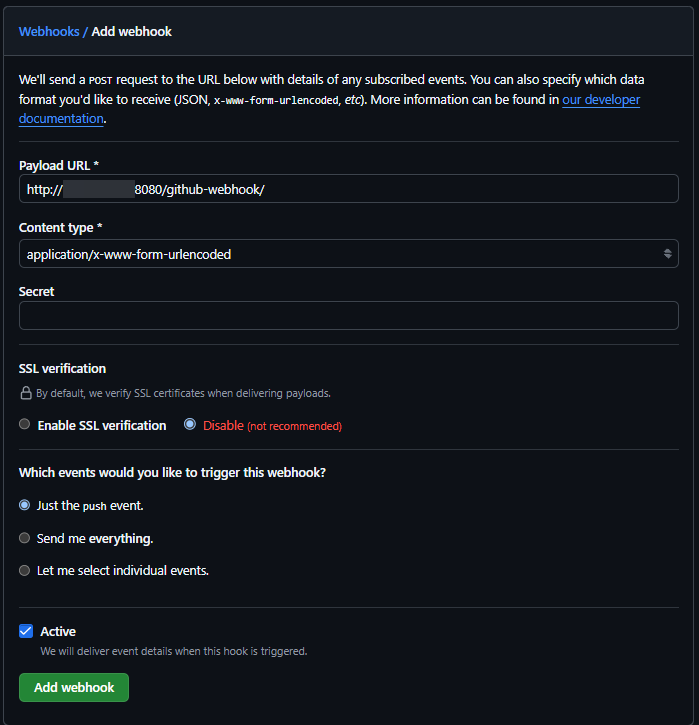 Webhooks / Add webhook
We'll send a POST request to the URL below with details of any subscribed events. You can also specify which data
format you'd like to receive (JSON, x-www-form-urlencoded, etc). More information can be found in our developer
documentation.
Payload URL *
http:// 8080/github-webhook/
Content type *
application/x-www-form-urlencoded
Secret
SSL verification
By default, we verify SSL certificates when delivering payloads.
Enable SSL verification Disable (not recommended)
Which events would you like to trigger this webhook?
Just the push event.
Send me everything.
Let me select individual events.
Active
We will deliver event details when this hook is triggered.
Add webhook